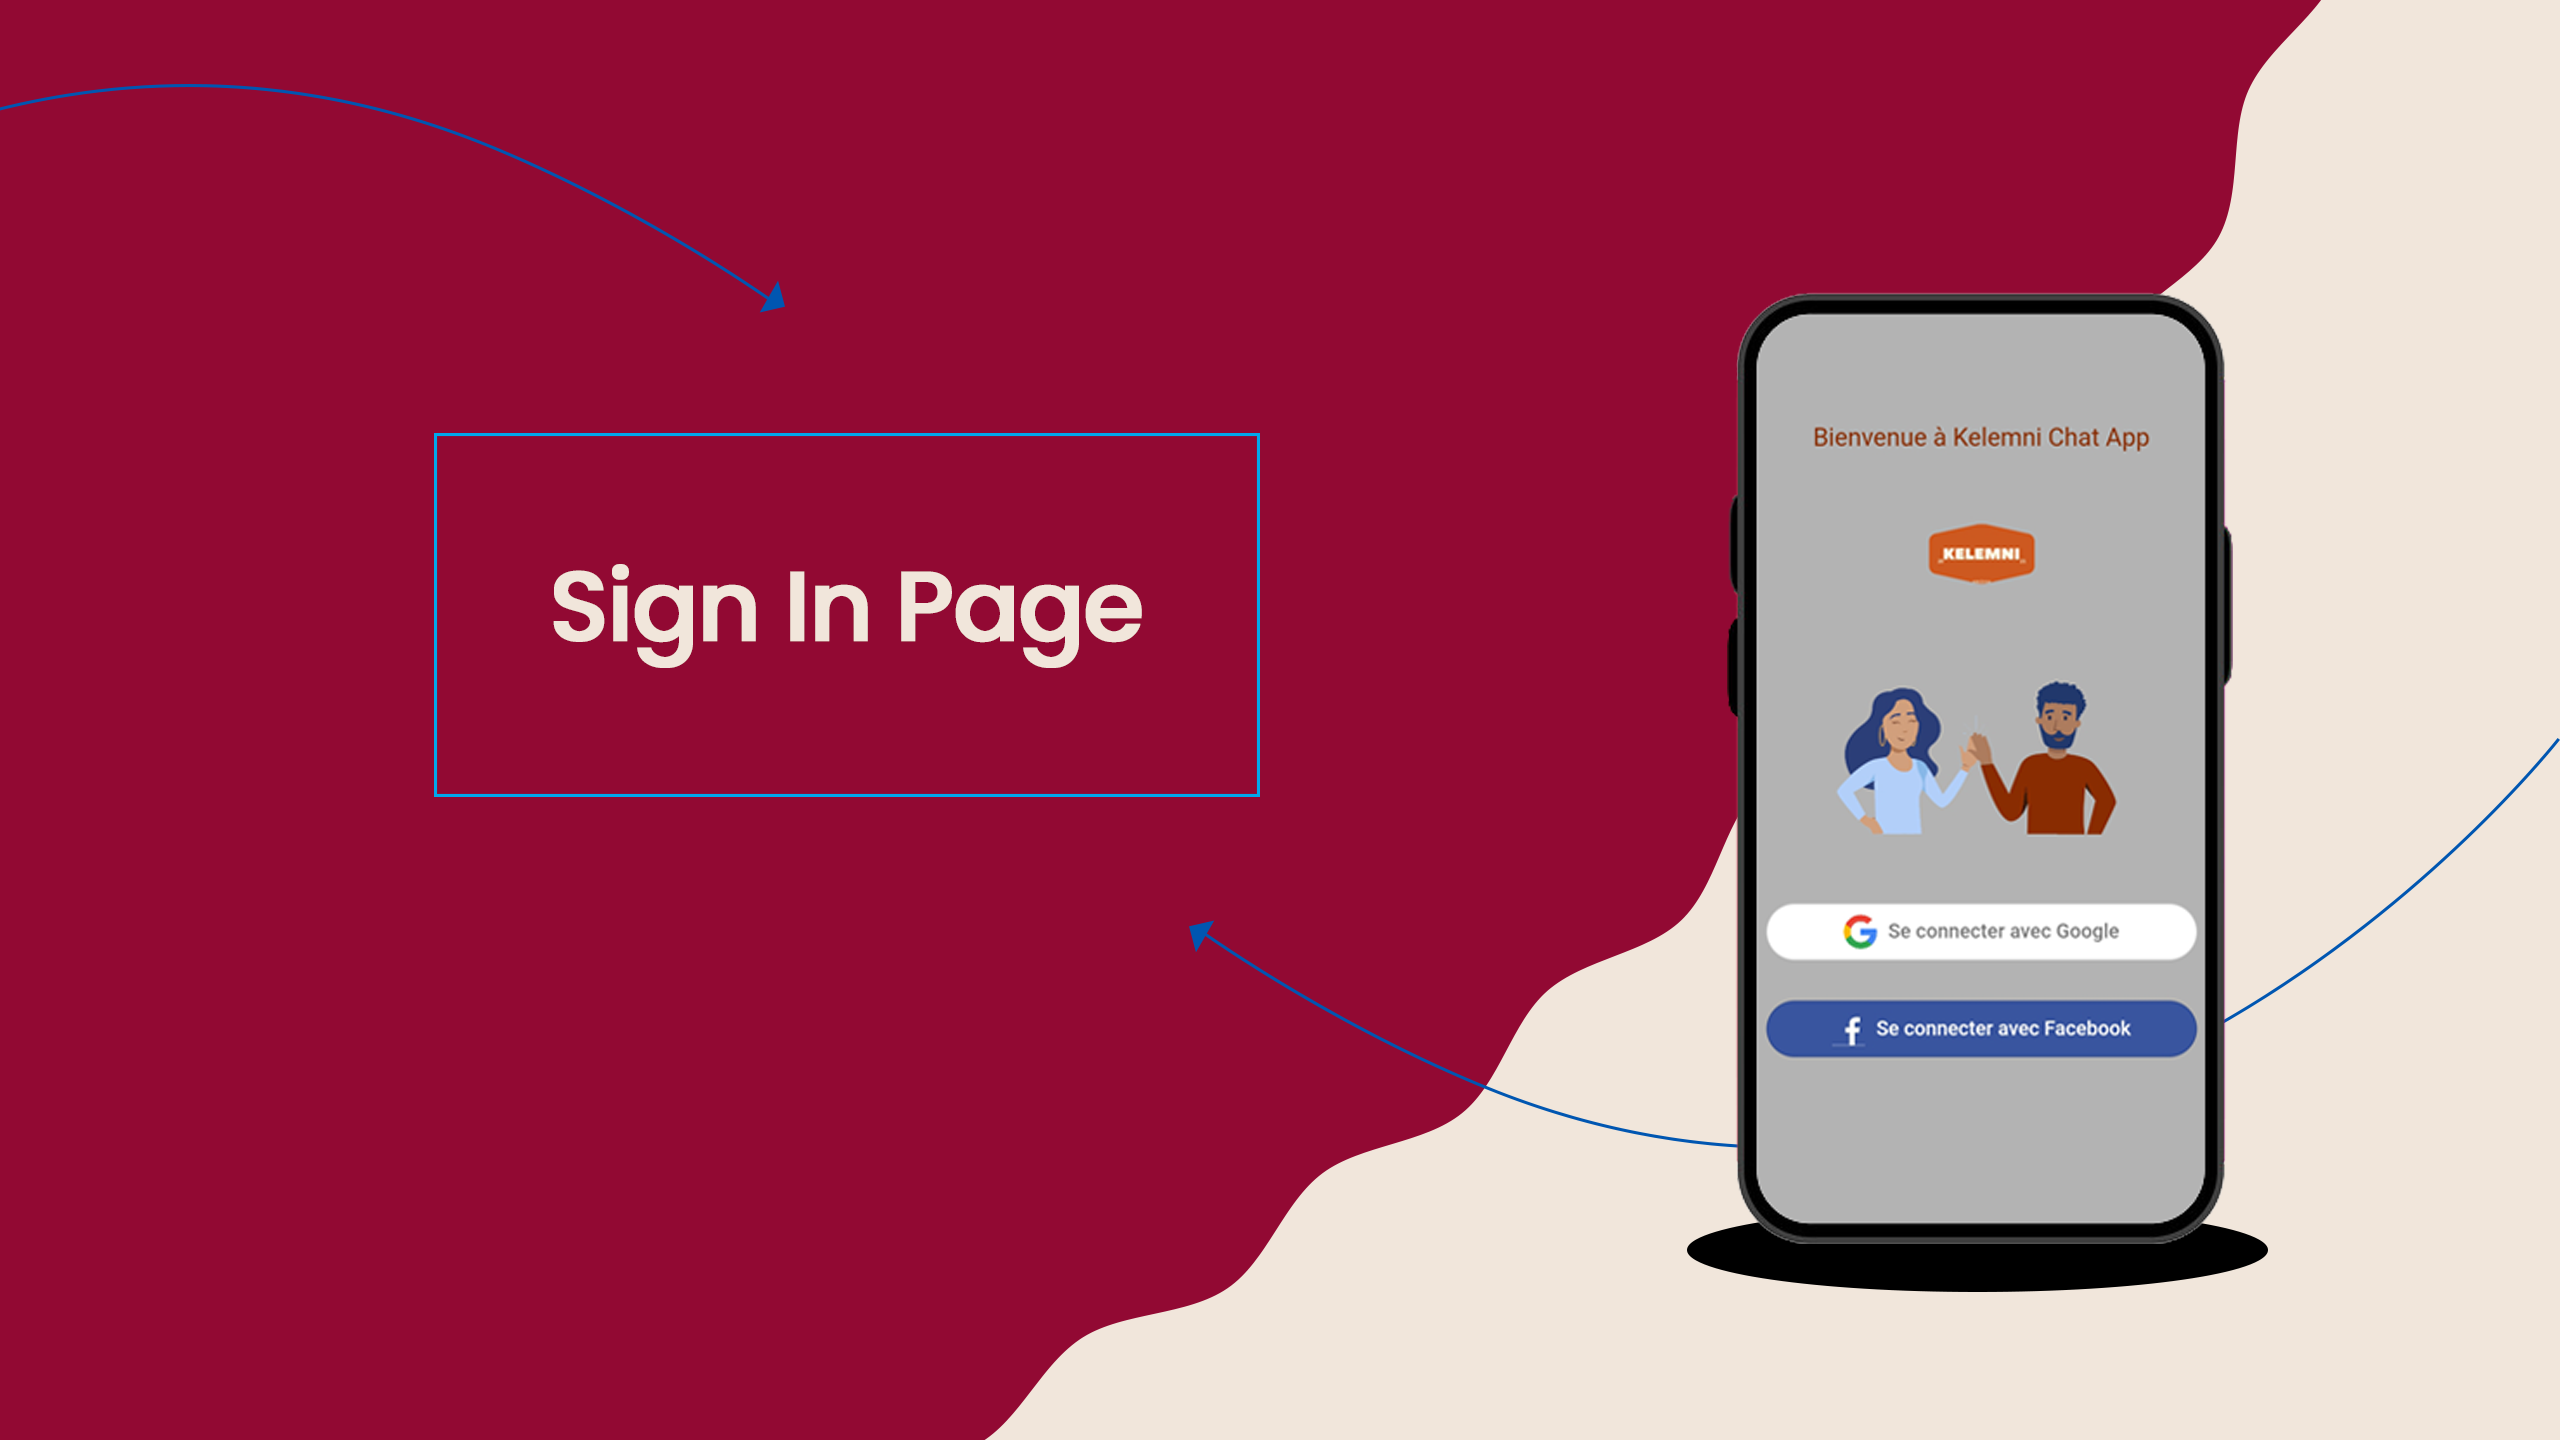 Sign In Page
Bienvenue à Kelemni Chat App
KELEMNI
Se connecter avec Google
f Se connecter avec Facebook